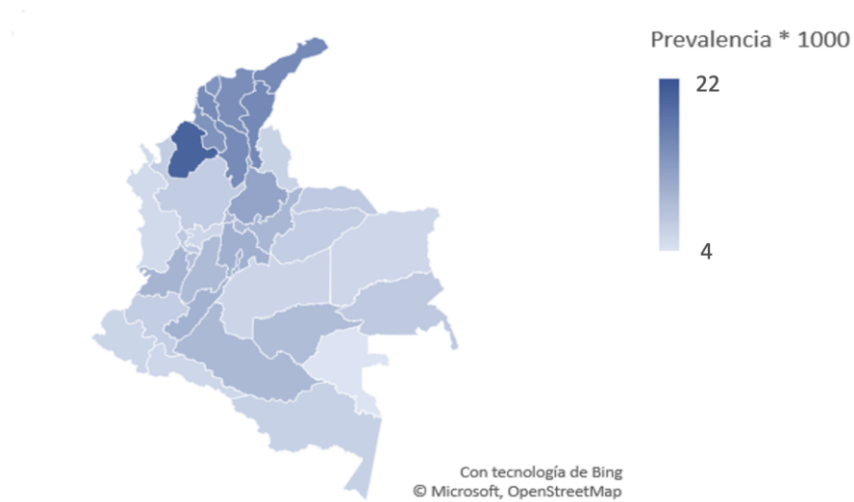 Prevalencia * 1000
22
4
Con tecnología de Bing
© Microsoft, OpenStreetMap